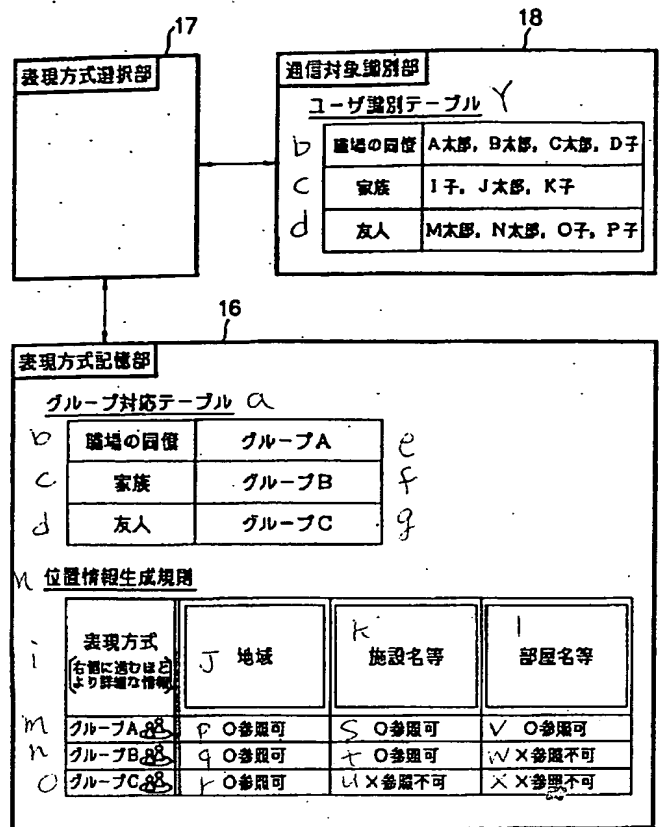 17
18
表現方式選択部
通信対象識別部
ユーザ識別テーブル Y
b 職場の同僚 A太郎，B太郎，C太郎，D子
c 家族 I子，J太郎，K子
d 友人 M太郎，N太郎，O子，P子
16
表現方式記憶部
グループ対応テーブル a
b 職場の同僚 グループA e
c 家族 グループB f
d 友人 グループC g
位置情報生成規則
i 表現方式 J 地域 k 施設名等 l 部屋名等
右側に進むほど
より詳細な情報
m グループA p ○参照可 S ○参照可 V ○参照可
n グループB q ○参照可 t ○参照可 W ×参照不可
o グループC r ○参照可 U ×参照不可 X ×参照不可